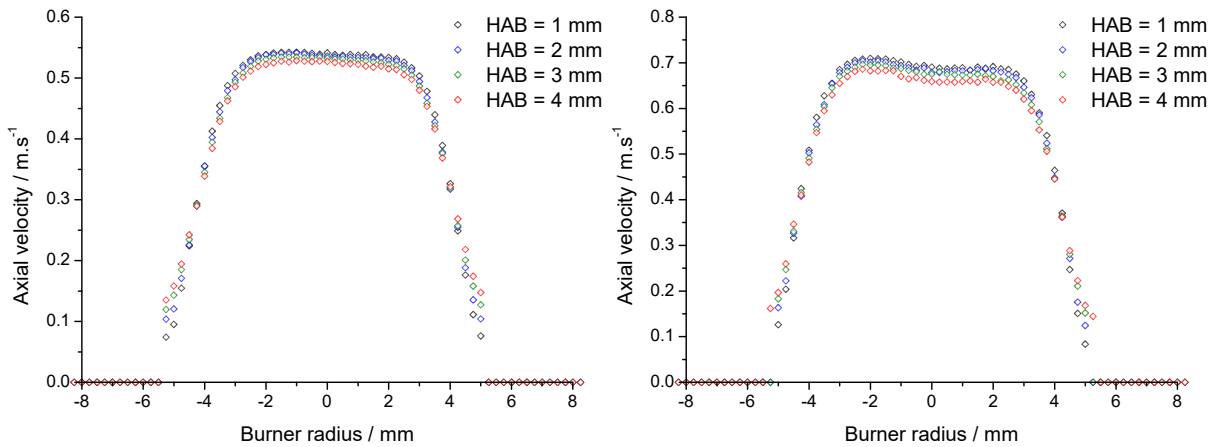 0.6
0.5
0.4
0.3
0.2
0.1
0.0
Axial velocity / m.s-1
-8 -6 -4 -2 0 2 4 6 8
Burner radius / mm
HAB = 1 mm
HAB = 2 mm
HAB = 3 mm
HAB = 4 mm
0.8
0.7
0.6
0.5
0.4
0.3
0.2
0.1
0.0
Axial velocity / m.s-1
-8 -6 -4 -2 0 2 4 6 8
Burner radius / mm
HAB = 1 mm
HAB = 2 mm
HAB = 3 mm
HAB = 4 mm